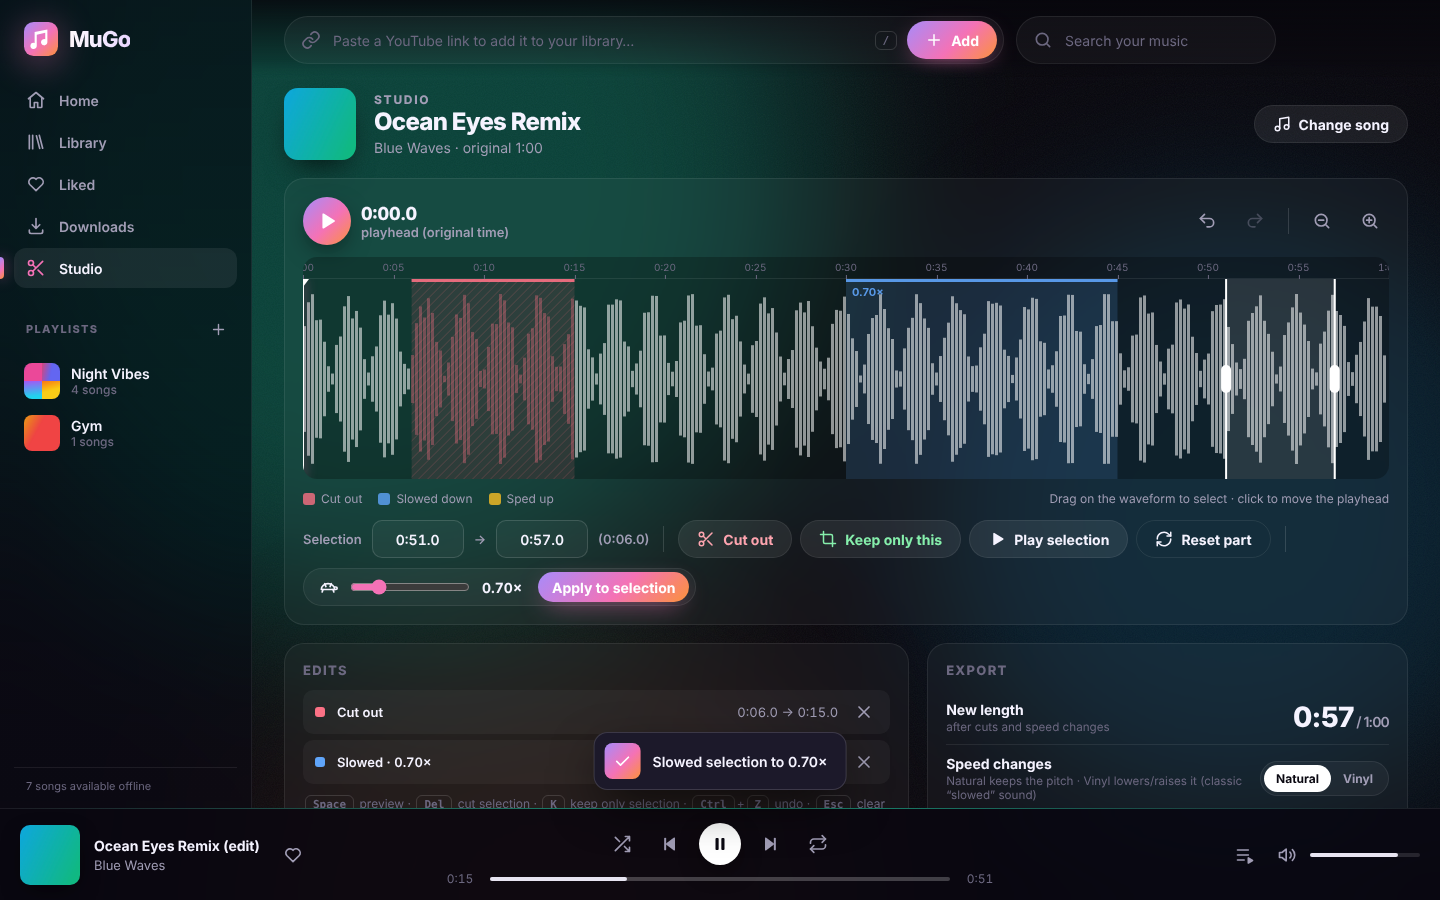 MuGo
Paste a YouTube link to add it to your library...
/
Add
Search your music
Home
Library
Liked
Downloads
Studio
PLAYLISTS
Night Vibes
4 songs
Gym
1 songs
7 songs available offline
STUDIO
Ocean Eyes Remix
Blue Waves · original 1:00
Change song
0:00.0
playhead (original time)
0:05 0:10 0:15 0:20 0:25 0:30 0:35 0:40 0:45 0:50 0:55
0.70×
Cut out Slowed down Sped up
Drag on the waveform to select · click to move the playhead
Selection 0:51.0 → 0:57.0 (0:06.0) Cut out Keep only this Play selection Reset part
0.70× Apply to selection
EDITS
Cut out 0:06.0 → 0:15.0
Slowed · 0.70×
Slowed selection to 0.70×
Space preview · Del cut selection · K keep only selection · Ctrl + Z undo · Esc clear
EXPORT
New length
after cuts and speed changes
0:57 / 1:00
Speed changes
Natural keeps the pitch · Vinyl lowers/raises it (classic
“slowed” sound)
Natural Vinyl
Ocean Eyes Remix (edit)
Blue Waves
0:15 0:51